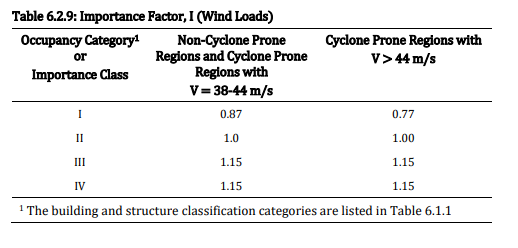 Table 6.2.9: Importance Factor, I (Wind Loads)
Occupancy Category¹ or Importance Class
Non-Cyclone Prone Regions and Cyclone Prone Regions with V = 38-44 m/s
Cyclone Prone Regions with V > 44 m/s
I 0.87 0.77
II 1.0 1.00
III 1.15 1.15
IV 1.15 1.15
¹ The building and structure classification categories are listed in Table 6.1.1